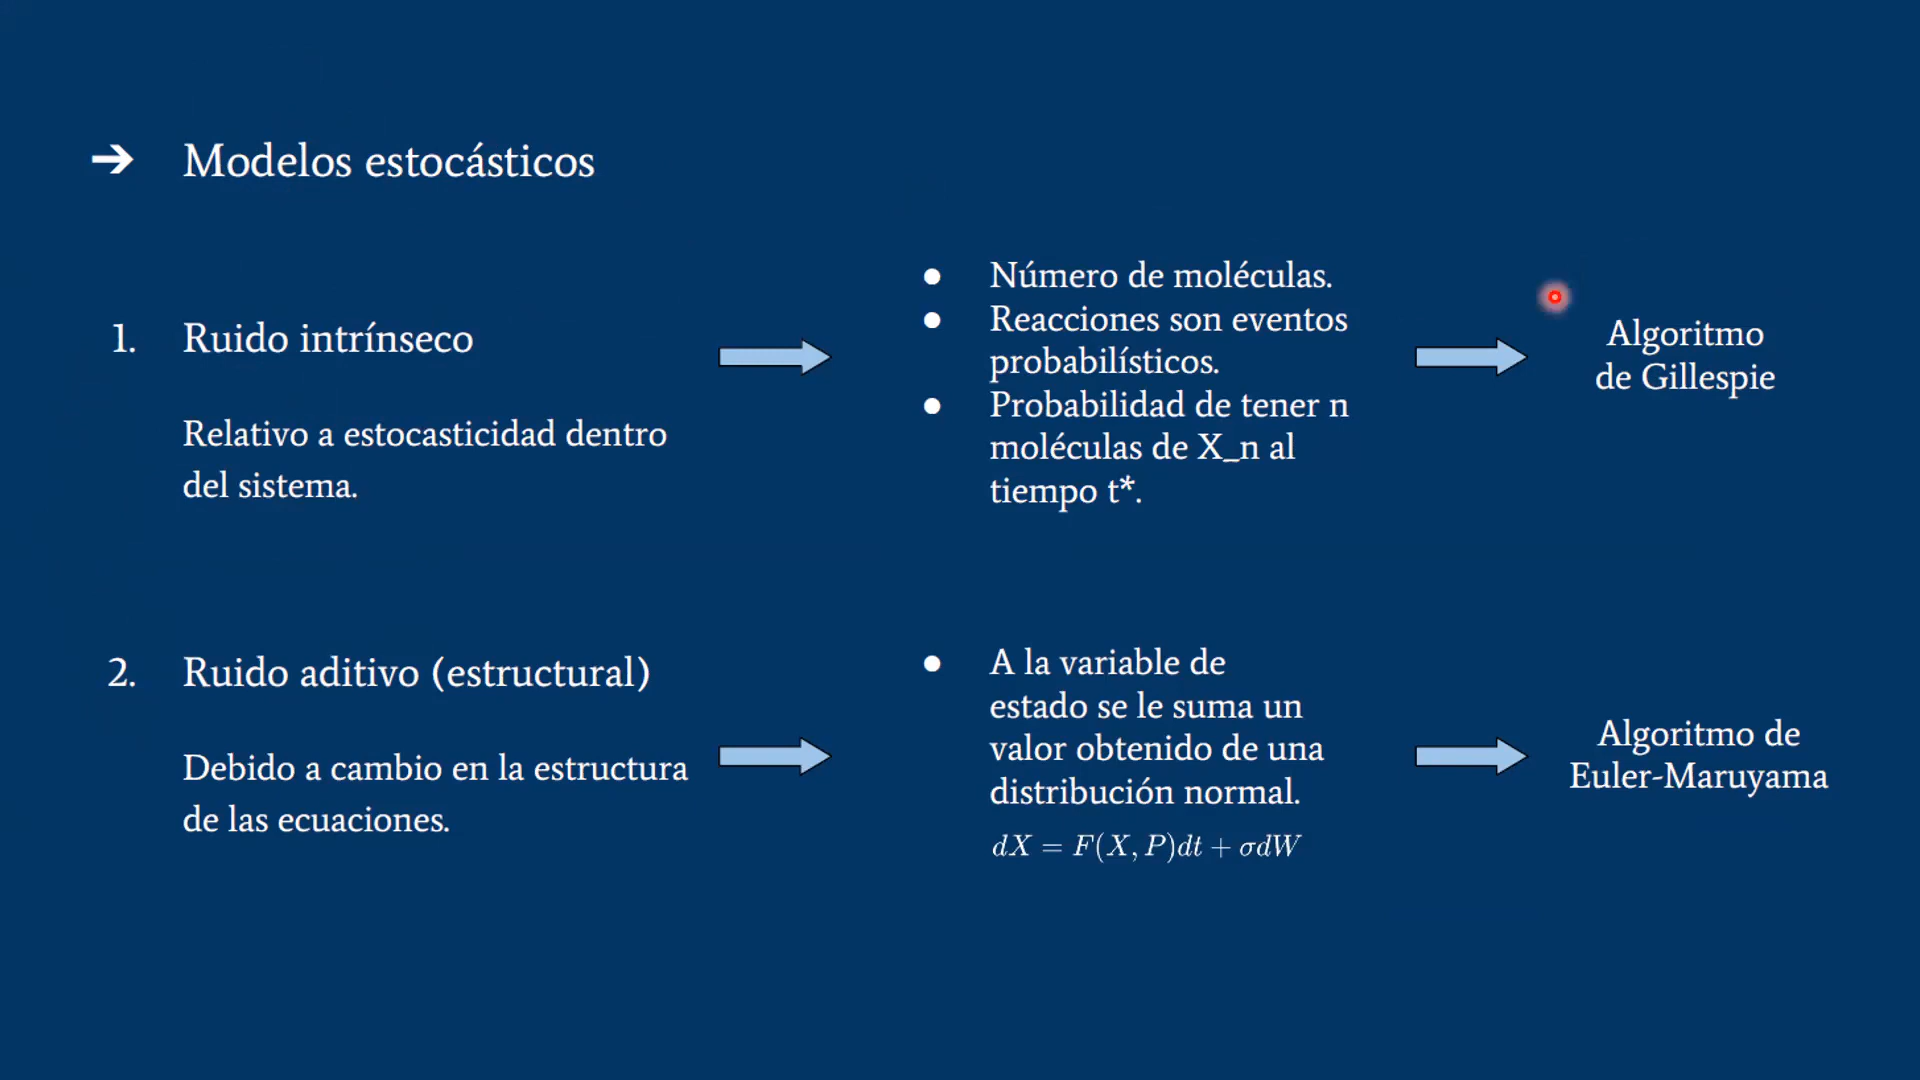 ➔ Modelos estocásticos
1. Ruido intrínseco
Relativo a estocasticidad dentro
del sistema.
● Número de moléculas.
● Reacciones son eventos
probabilísticos.
● Probabilidad de tener n
moléculas de X_n al
tiempo t*.
Algoritmo
de Gillespie
2. Ruido aditivo (estructural)
Debido a cambio en la estructura
de las ecuaciones.
● A la variable de
estado se le suma un
valor obtenido de una
distribución normal.
dX = F(X, P)dt + σdW
Algoritmo de
Euler-Maruyama